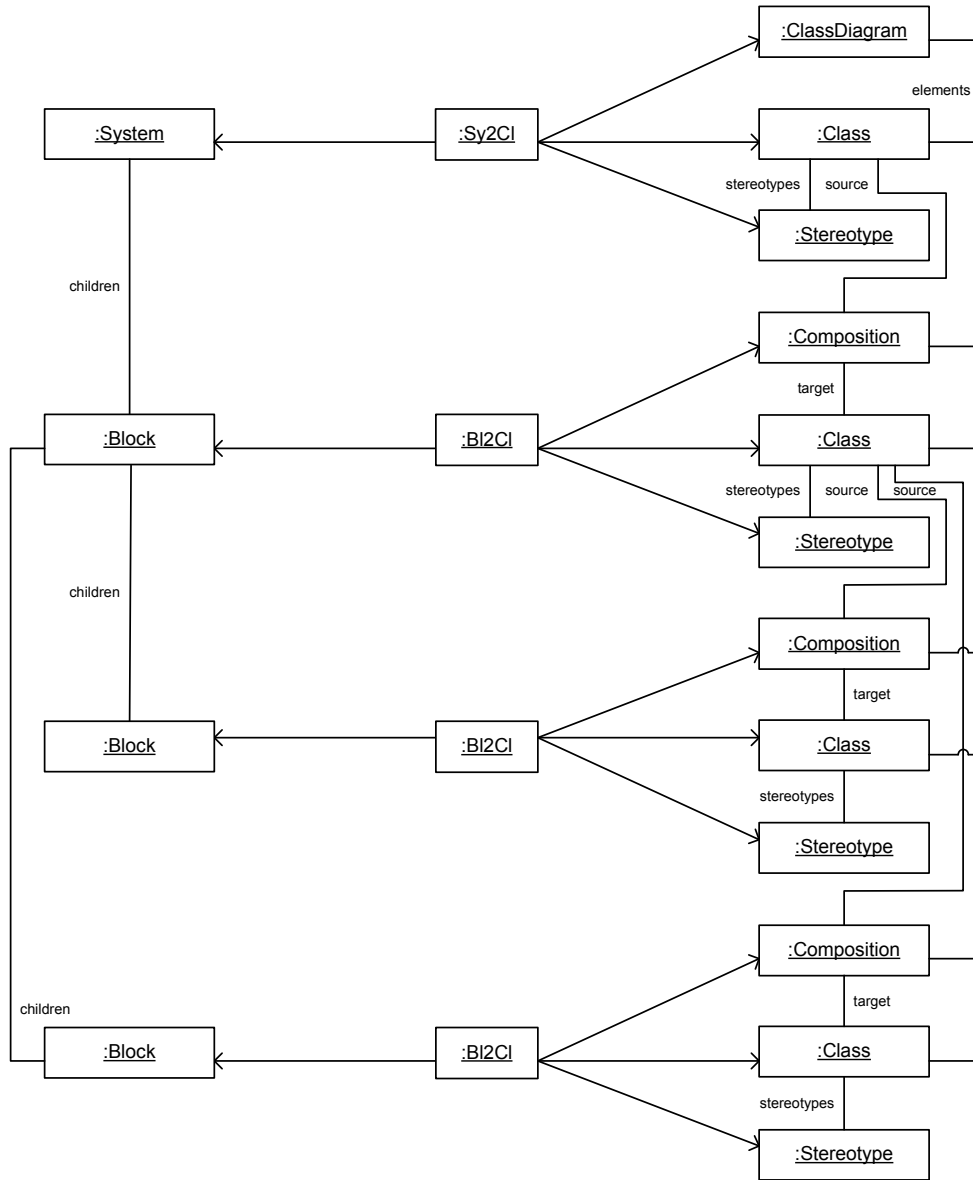 :ClassDiagram
elements
:System
:Sy2Cl
:Class
stereotypes
source
:Stereotype
children
:Composition
target
:Block
:Bl2Cl
:Class
stereotypes
source
source
:Stereotype
children
:Composition
target
:Block
:Bl2Cl
:Class
stereotypes
:Stereotype
:Composition
children
target
:Block
:Bl2Cl
:Class
stereotypes
:Stereotype